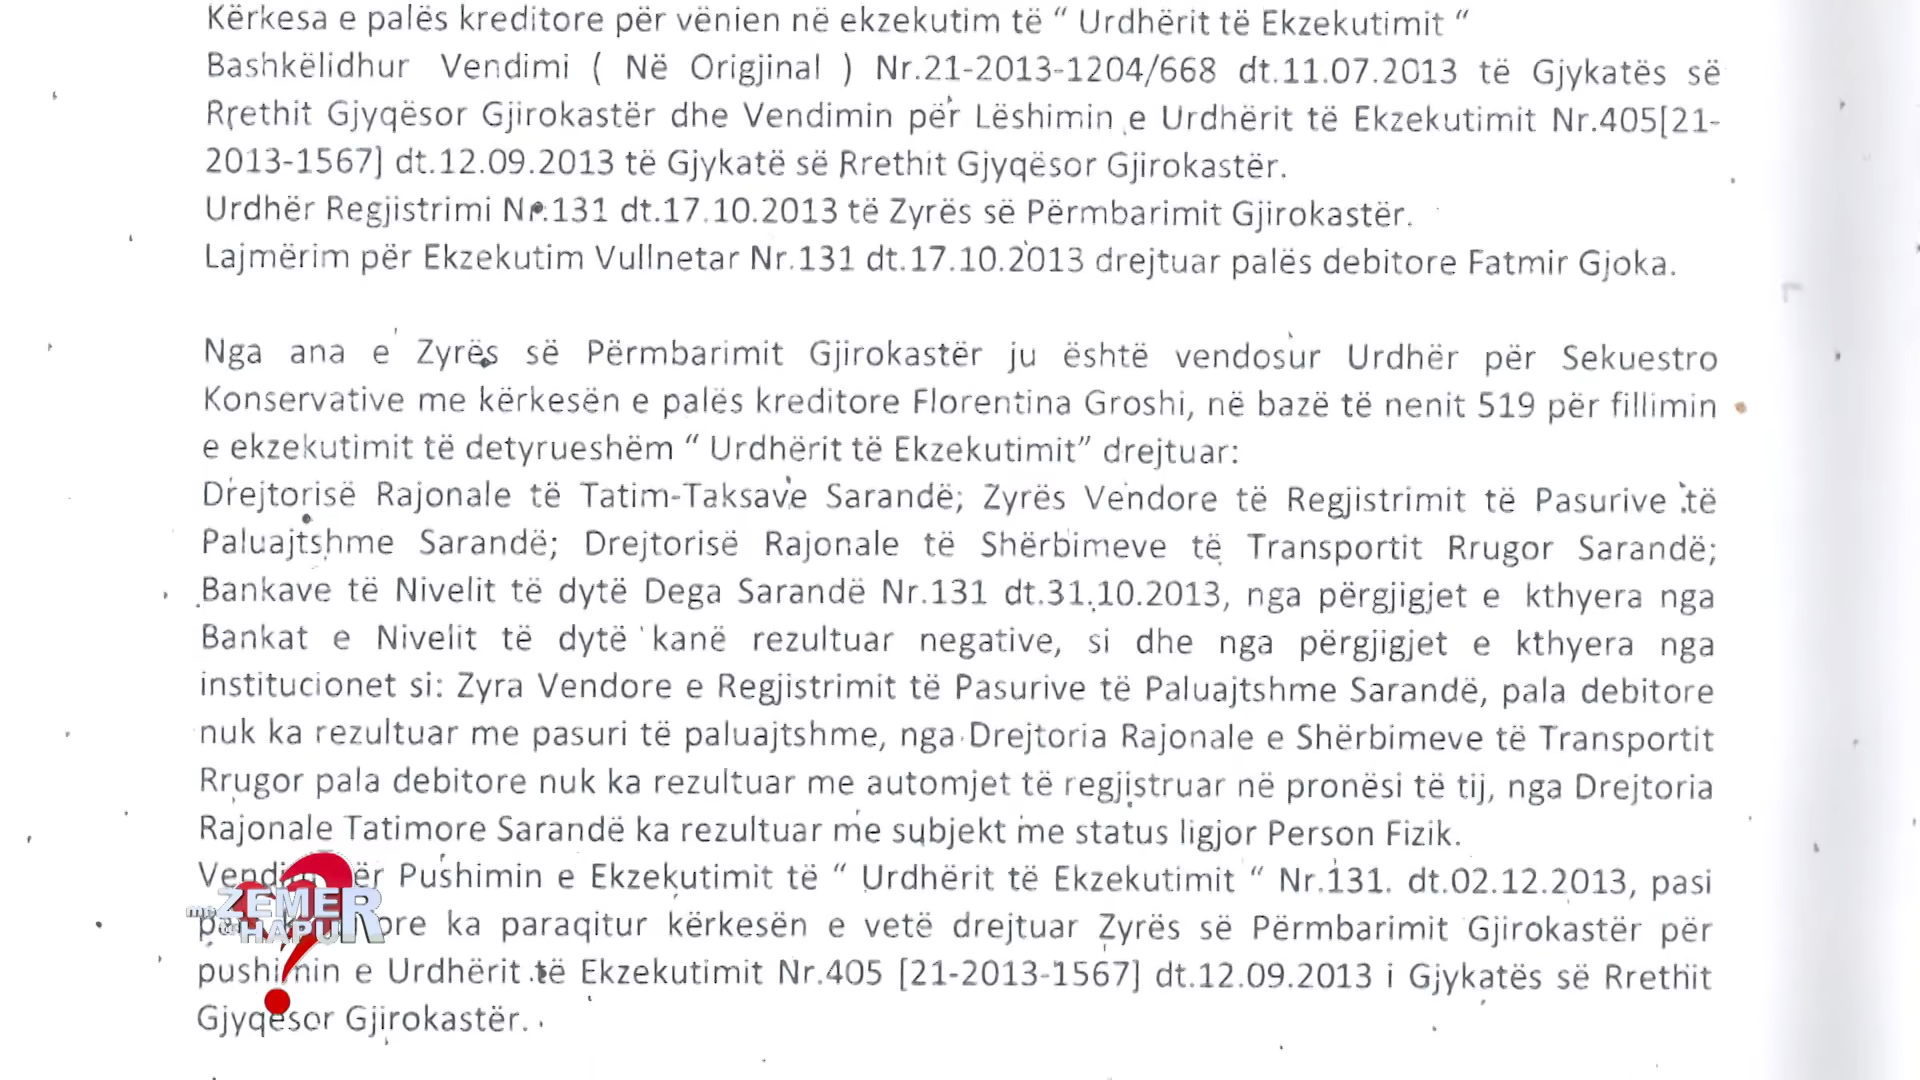 Kërkesa e palës kreditore për vënien në ekzekutim të “ Urdhërit të Ekzekutimit “
Bashkëlidhur Vendimi ( Në Origjinal ) Nr.21-2013-1204/668 dt.11.07.2013 të Gjykatës së
Rrethit Gjyqësor Gjirokastër dhe Vendimin për Lëshimin e Urdhërit të Ekzekutimit Nr.405[21-
2013-1567] dt.12.09.2013 të Gjykatë së Rrethit Gjyqësor Gjirokastër.
Urdhër Regjistrimi Nr.131 dt.17.10.2013 të Zyrës së Përmbarimit Gjirokastër.
Lajmërim për Ekzekutim Vullnetar Nr.131 dt.17.10.2013 drejtuar palës debitore Fatmir Gjoka.
Nga ana e Zyrës së Përmbarimit Gjirokastër ju është vendosur Urdhër për Sekuestro
Konservative me kërkesën e palës kreditore Florentina Groshi, në bazë të nenit 519 për fillimin
e ekzekutimit të detyrueshëm “ Urdhërit të Ekzekutimit” drejtuar:
Drejtorisë Rajonale të Tatim-Taksave Sarandë; Zyrës Vendore të Regjistrimit të Pasurive të
Paluajtshme Sarandë; Drejtorisë Rajonale të Shërbimeve të Transportit Rrugor Sarandë;
Bankave të Nivelit të dytë Dega Sarandë Nr.131 dt.31.10.2013, nga përgjigjet e kthyera nga
Bankat e Nivelit të dytë kanë rezultuar negative, si dhe nga përgjigjet e kthyera nga
institucionet si: Zyra Vendore e Regjistrimit të Pasurive të Paluajtshme Sarandë, pala debitore
nuk ka rezultuar me pasuri të paluajtshme, nga Drejtoria Rajonale e Shërbimeve të Transportit
Rrugor pala debitore nuk ka rezultuar me automjet të regjistruar në pronësi të tij, nga Drejtoria
Rajonale Tatimore Sarandë ka rezultuar me subjekt me status ligjor Person Fizik.
Pushimin e Ekzekutimit të “ Urdhërit të Ekzekutimit “ Nr.131. dt.02.12.2013, pasi
ka paraqitur kërkesën e vetë drejtuar Zyrës së Përmbarimit Gjirokastër për
pushimin e Urdhërit të Ekzekutimit Nr.405 [21-2013-1567] dt.12.09.2013 i Gjykatës së Rrethit
Gjyqësor Gjirokastër.
me ZEMER
të HAPUR